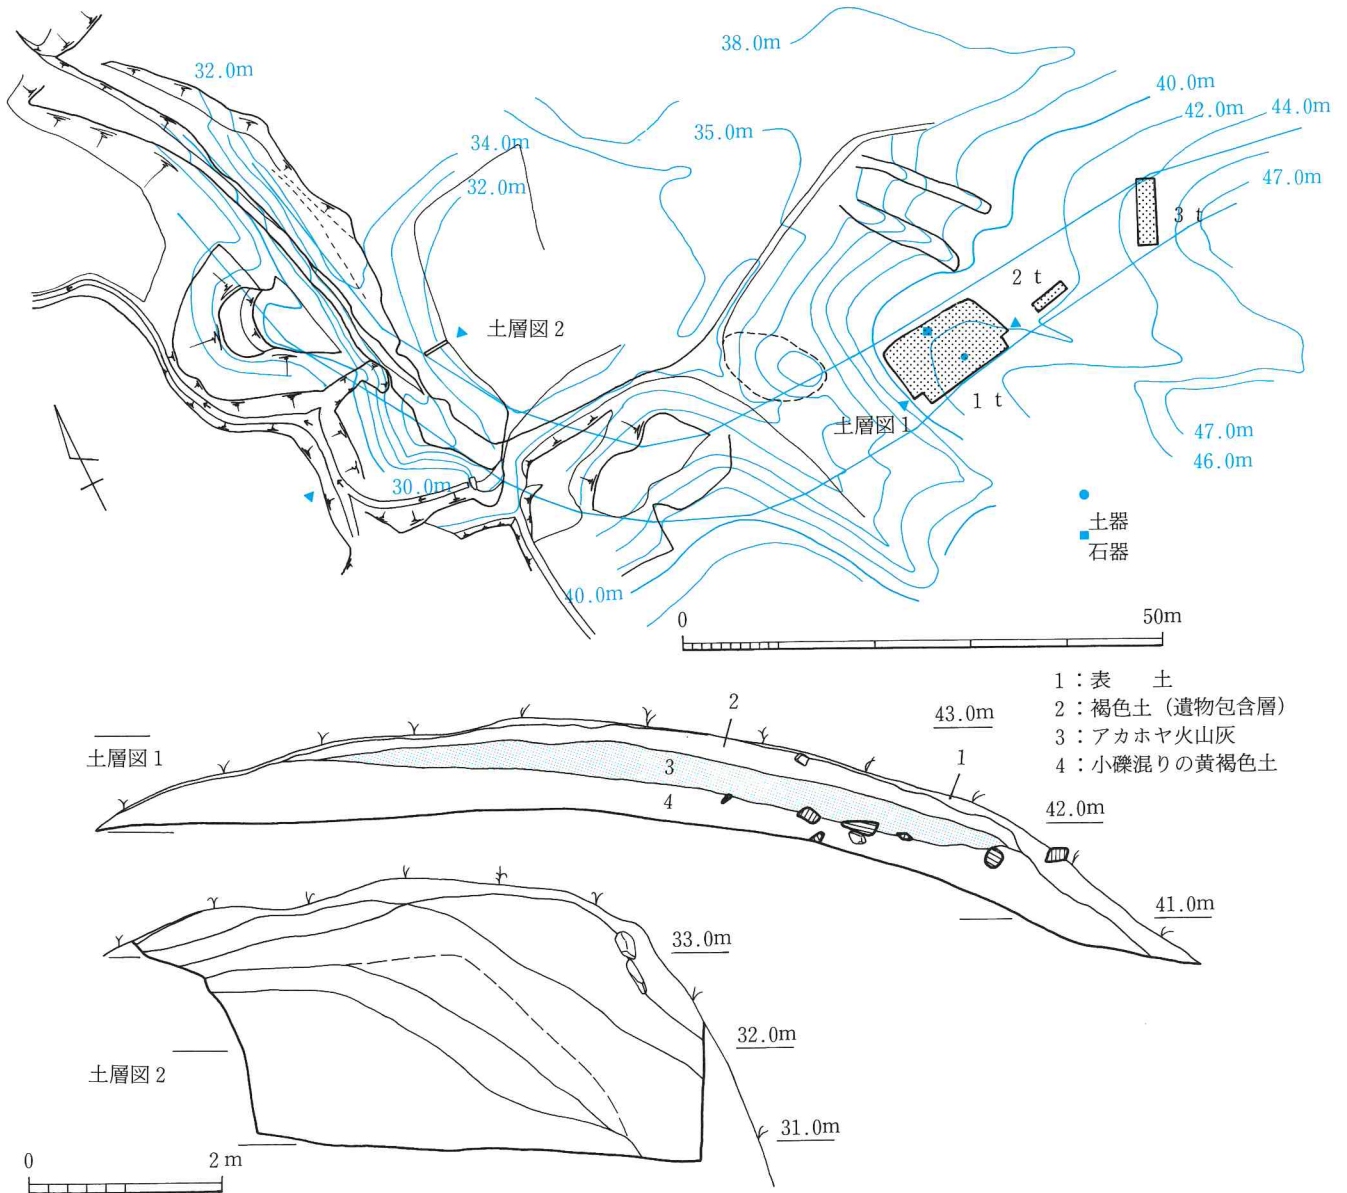 38.0m
32.0m
40.0m
42.0m
44.0m
35.0m
34.0m
32.0m
47.0m
3 t
2 t
土層図2
1 t
土層図1
47.0m
46.0m
30.0m
土器
石器
40.0m
0 50m
1：表　土
2：褐色土（遺物包含層）
3：アカホヤ火山灰
4：小礫混りの黄褐色土
2
43.0m
土層図1
3
1
4
42.0m
41.0m
33.0m
32.0m
土層図2
31.0m
0 2 m